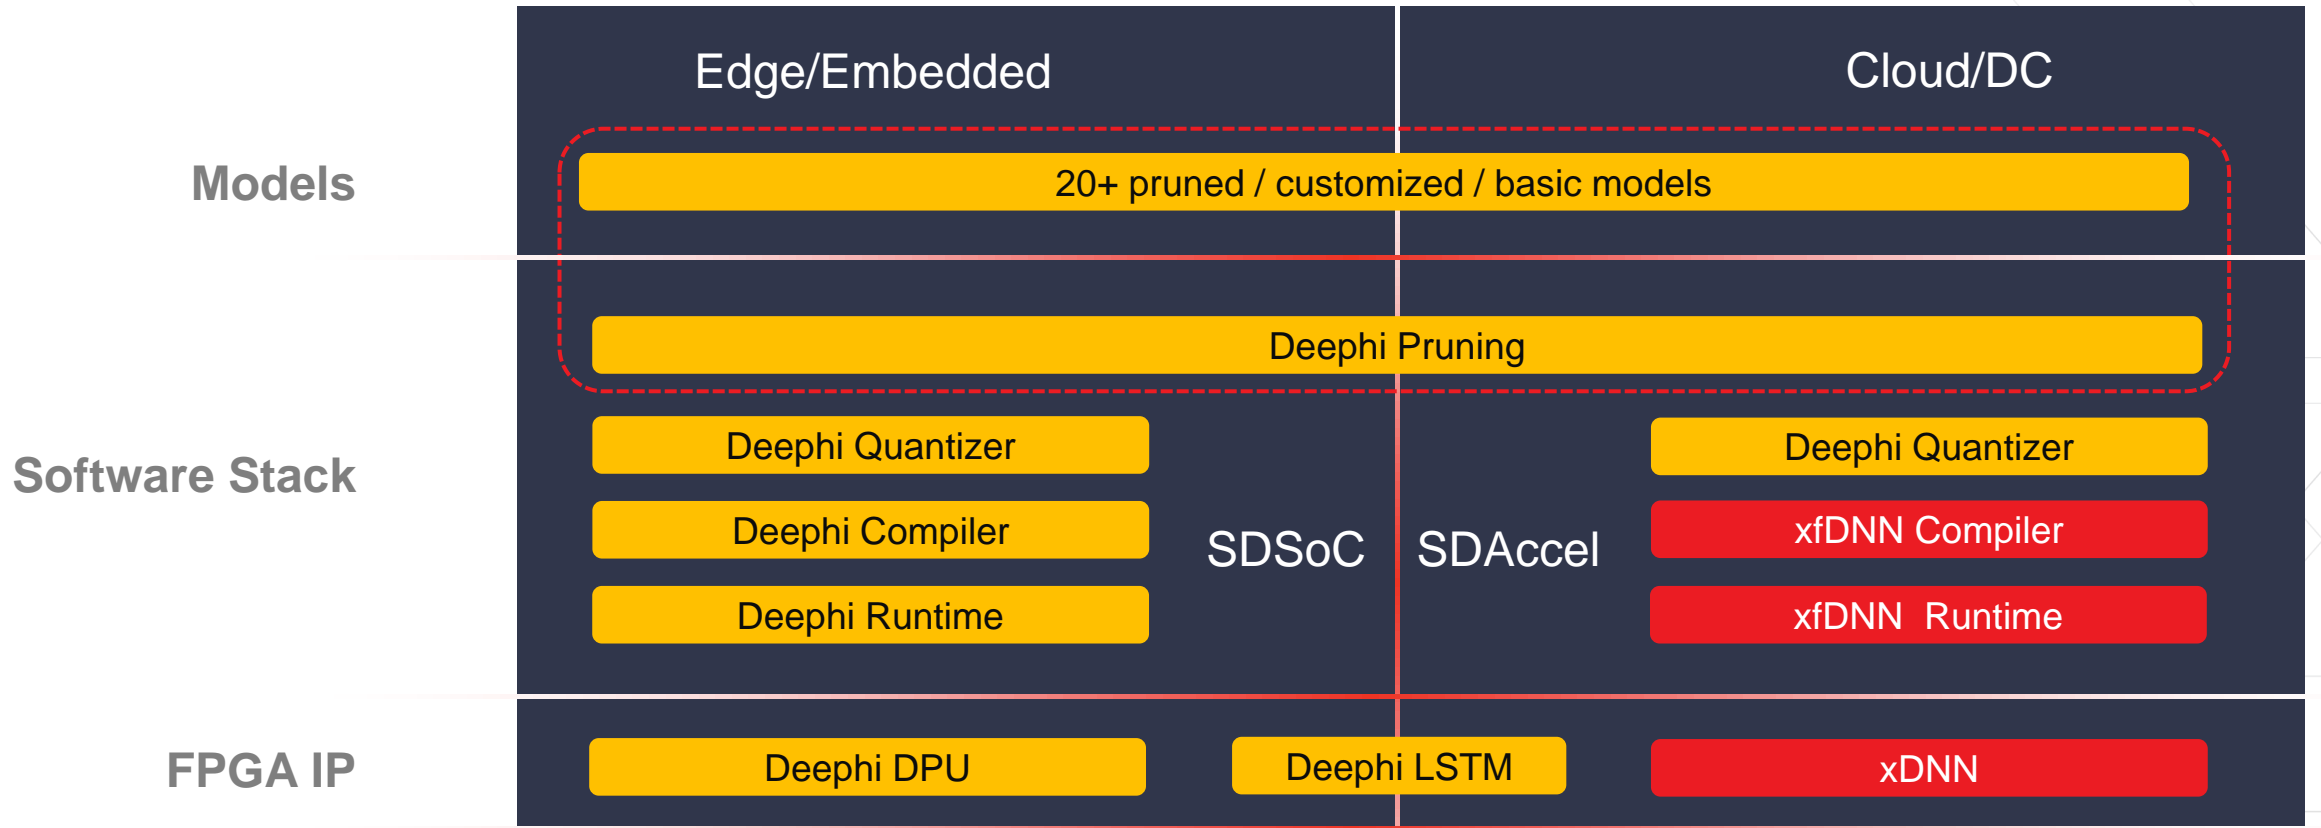 Edge/Embedded
Cloud/DC
Models
20+ pruned / customized / basic models
Deephi Pruning
Software Stack
Deephi Quantizer
Deephi Quantizer
Deephi Compiler
SDSoC
SDAccel
xfDNN Compiler
Deephi Runtime
xfDNN Runtime
FPGA IP
Deephi DPU
Deephi LSTM
xDNN